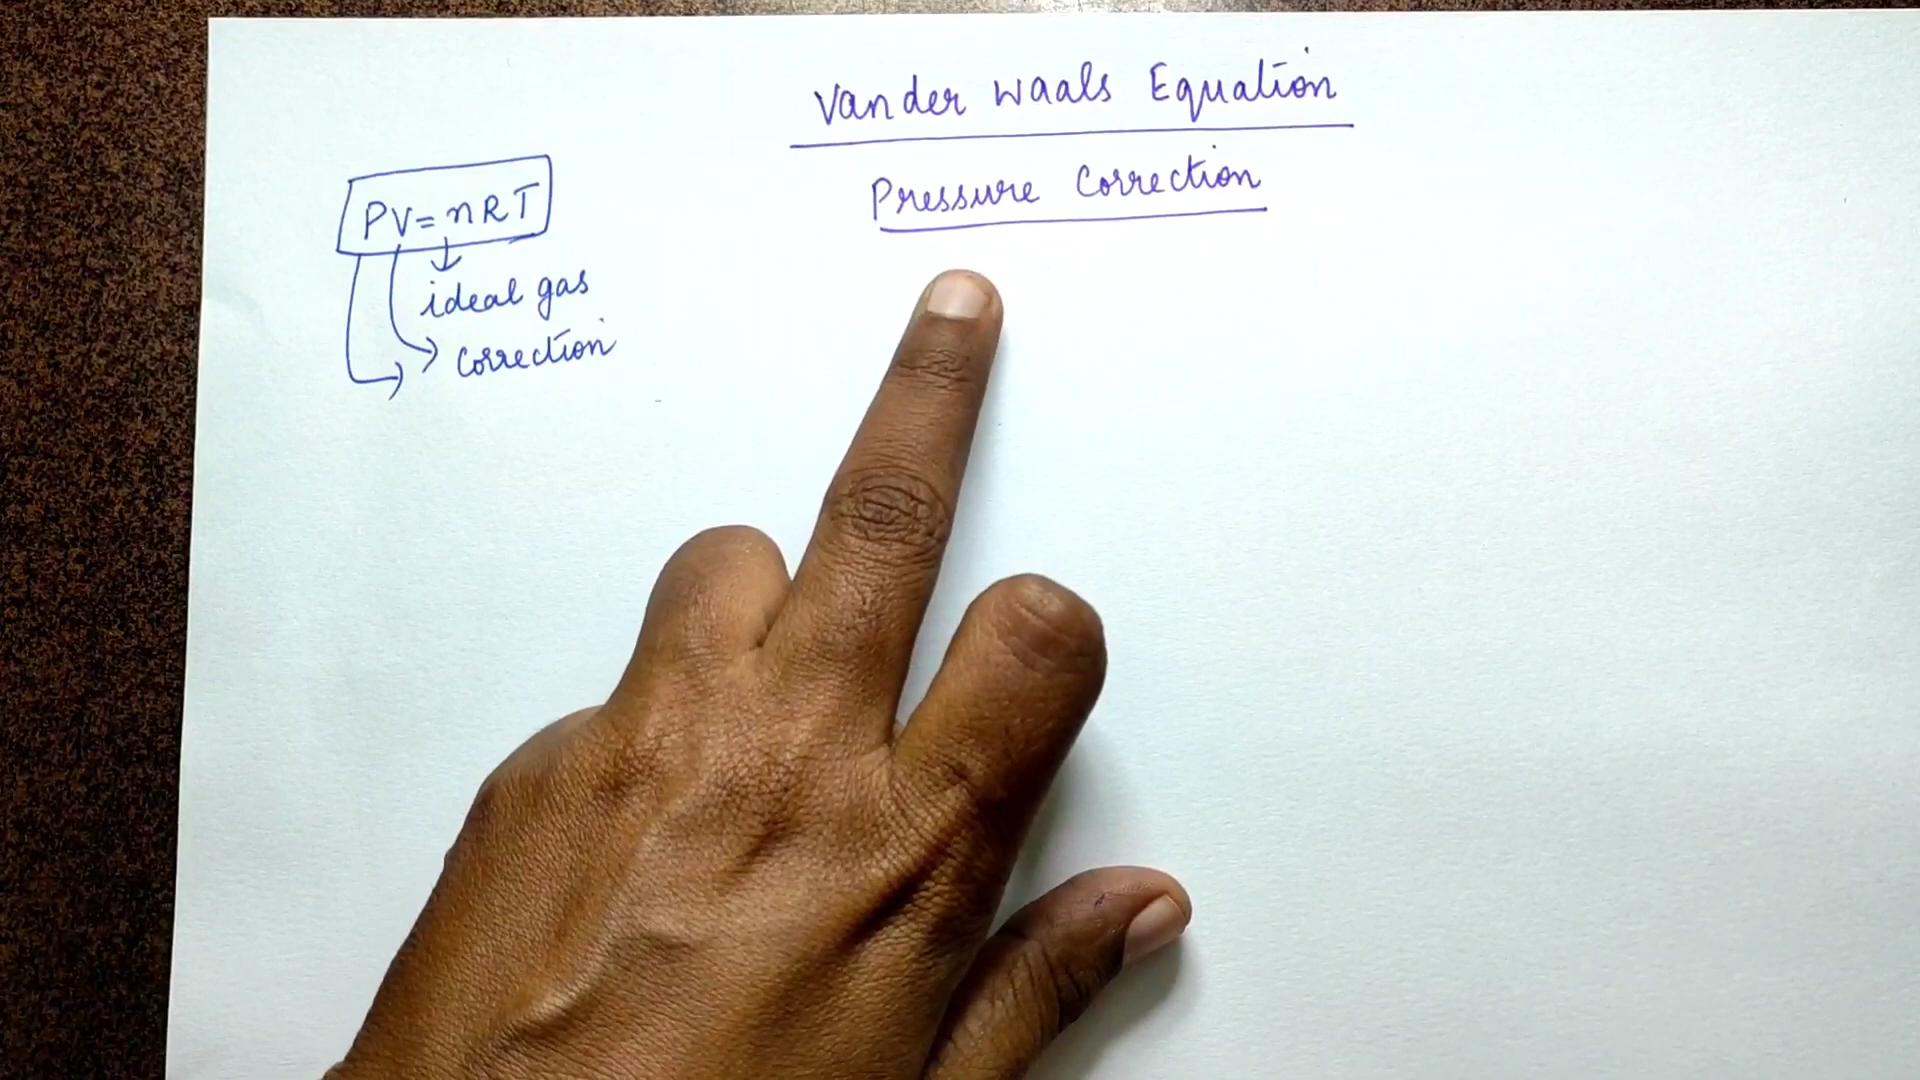 Vander Waals Equation
Pressure Correction
PV=nRT
ideal gas
Correction